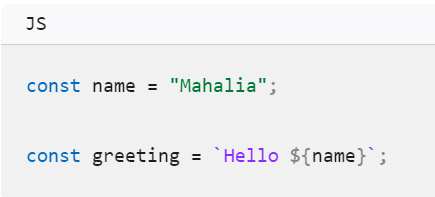 JS
const name = "Mahalia";
const greeting = `Hello ${name}`;